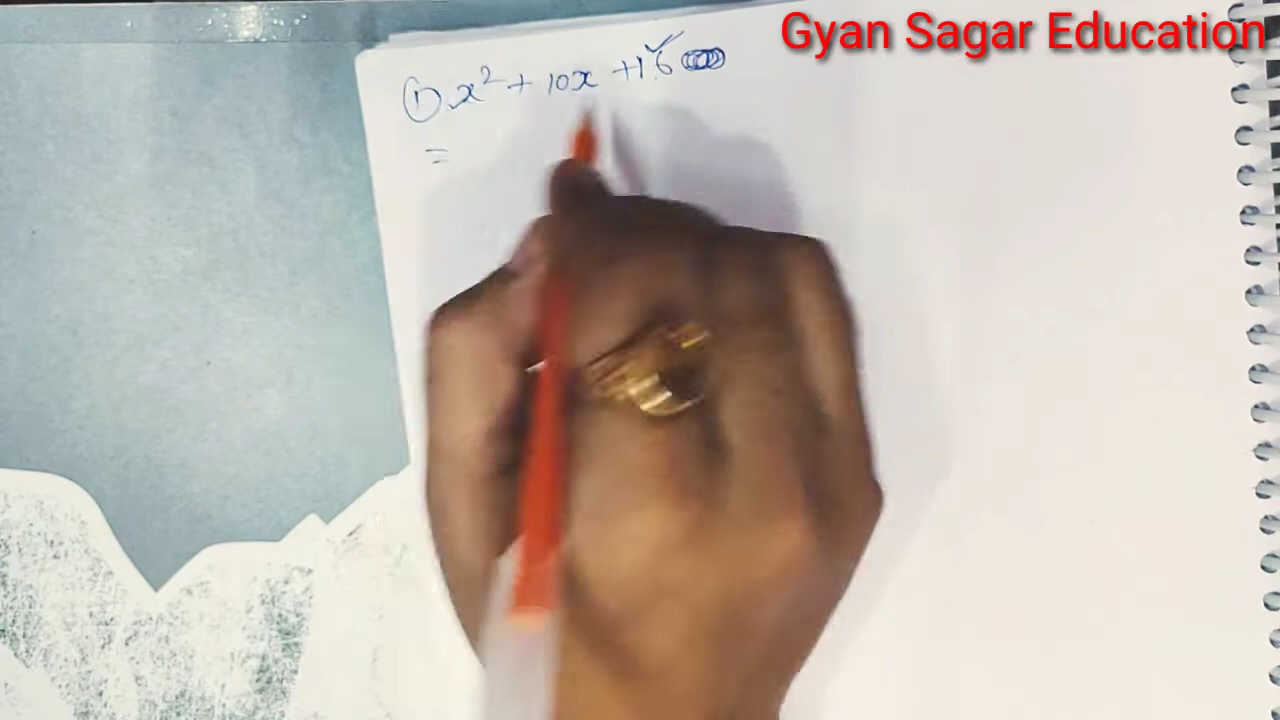 Gyan Sagar Education
① x² + 10x + 16
=